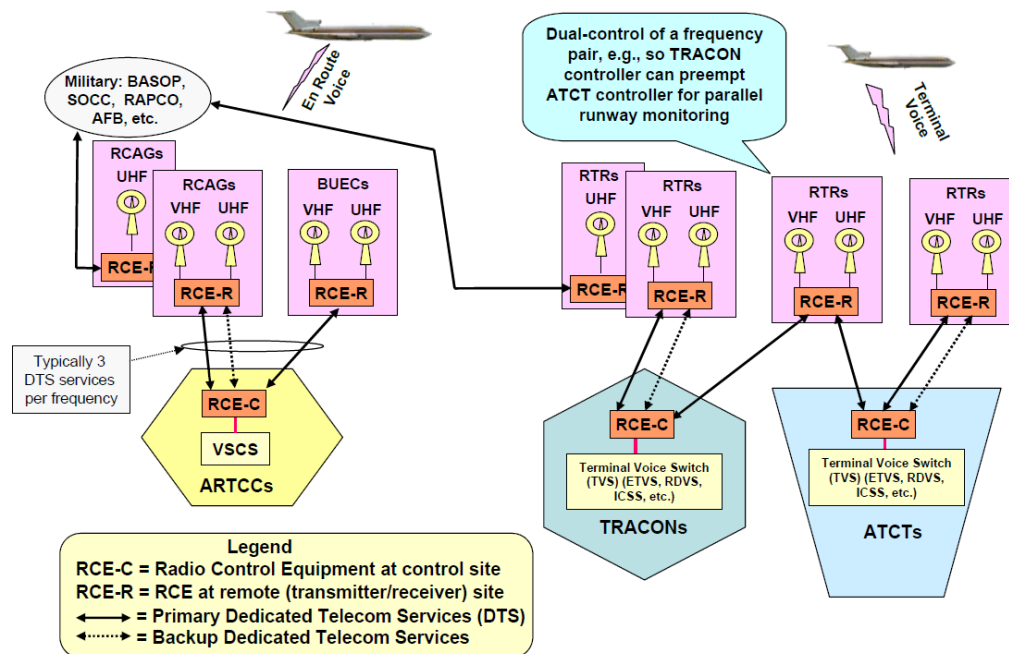 Military: BASOP,
SOCC, RAPCO,
AFB, etc.
En Route
Voice
Dual-control of a frequency
pair, e.g., so TRACON
controller can preempt
ATCT controller for parallel
runway monitoring
Terminal
Voice
RCAGs
UHF
RCE-R
RCAGs
VHF UHF
RCE-R
BUECs
VHF UHF
RCE-R
RTRs
UHF
RCE-R
RTRs
VHF UHF
RCE-R
RTRs
VHF UHF
RCE-R
RTRs
VHF UHF
RCE-R
Typically 3
DTS services
per frequency
RCE-C
VSCS
ARTCCs
RCE-C
Terminal Voice Switch
(TVS) (ETVS, RDVS,
ICSS, etc.)
TRACONs
RCE-C
Terminal Voice Switch
(TVS) (ETVS, RDVS,
ICSS, etc.)
ATCTs
Legend
RCE-C = Radio Control Equipment at control site
RCE-R = RCE at remote (transmitter/receiver) site
= Primary Dedicated Telecom Services (DTS)
= Backup Dedicated Telecom Services